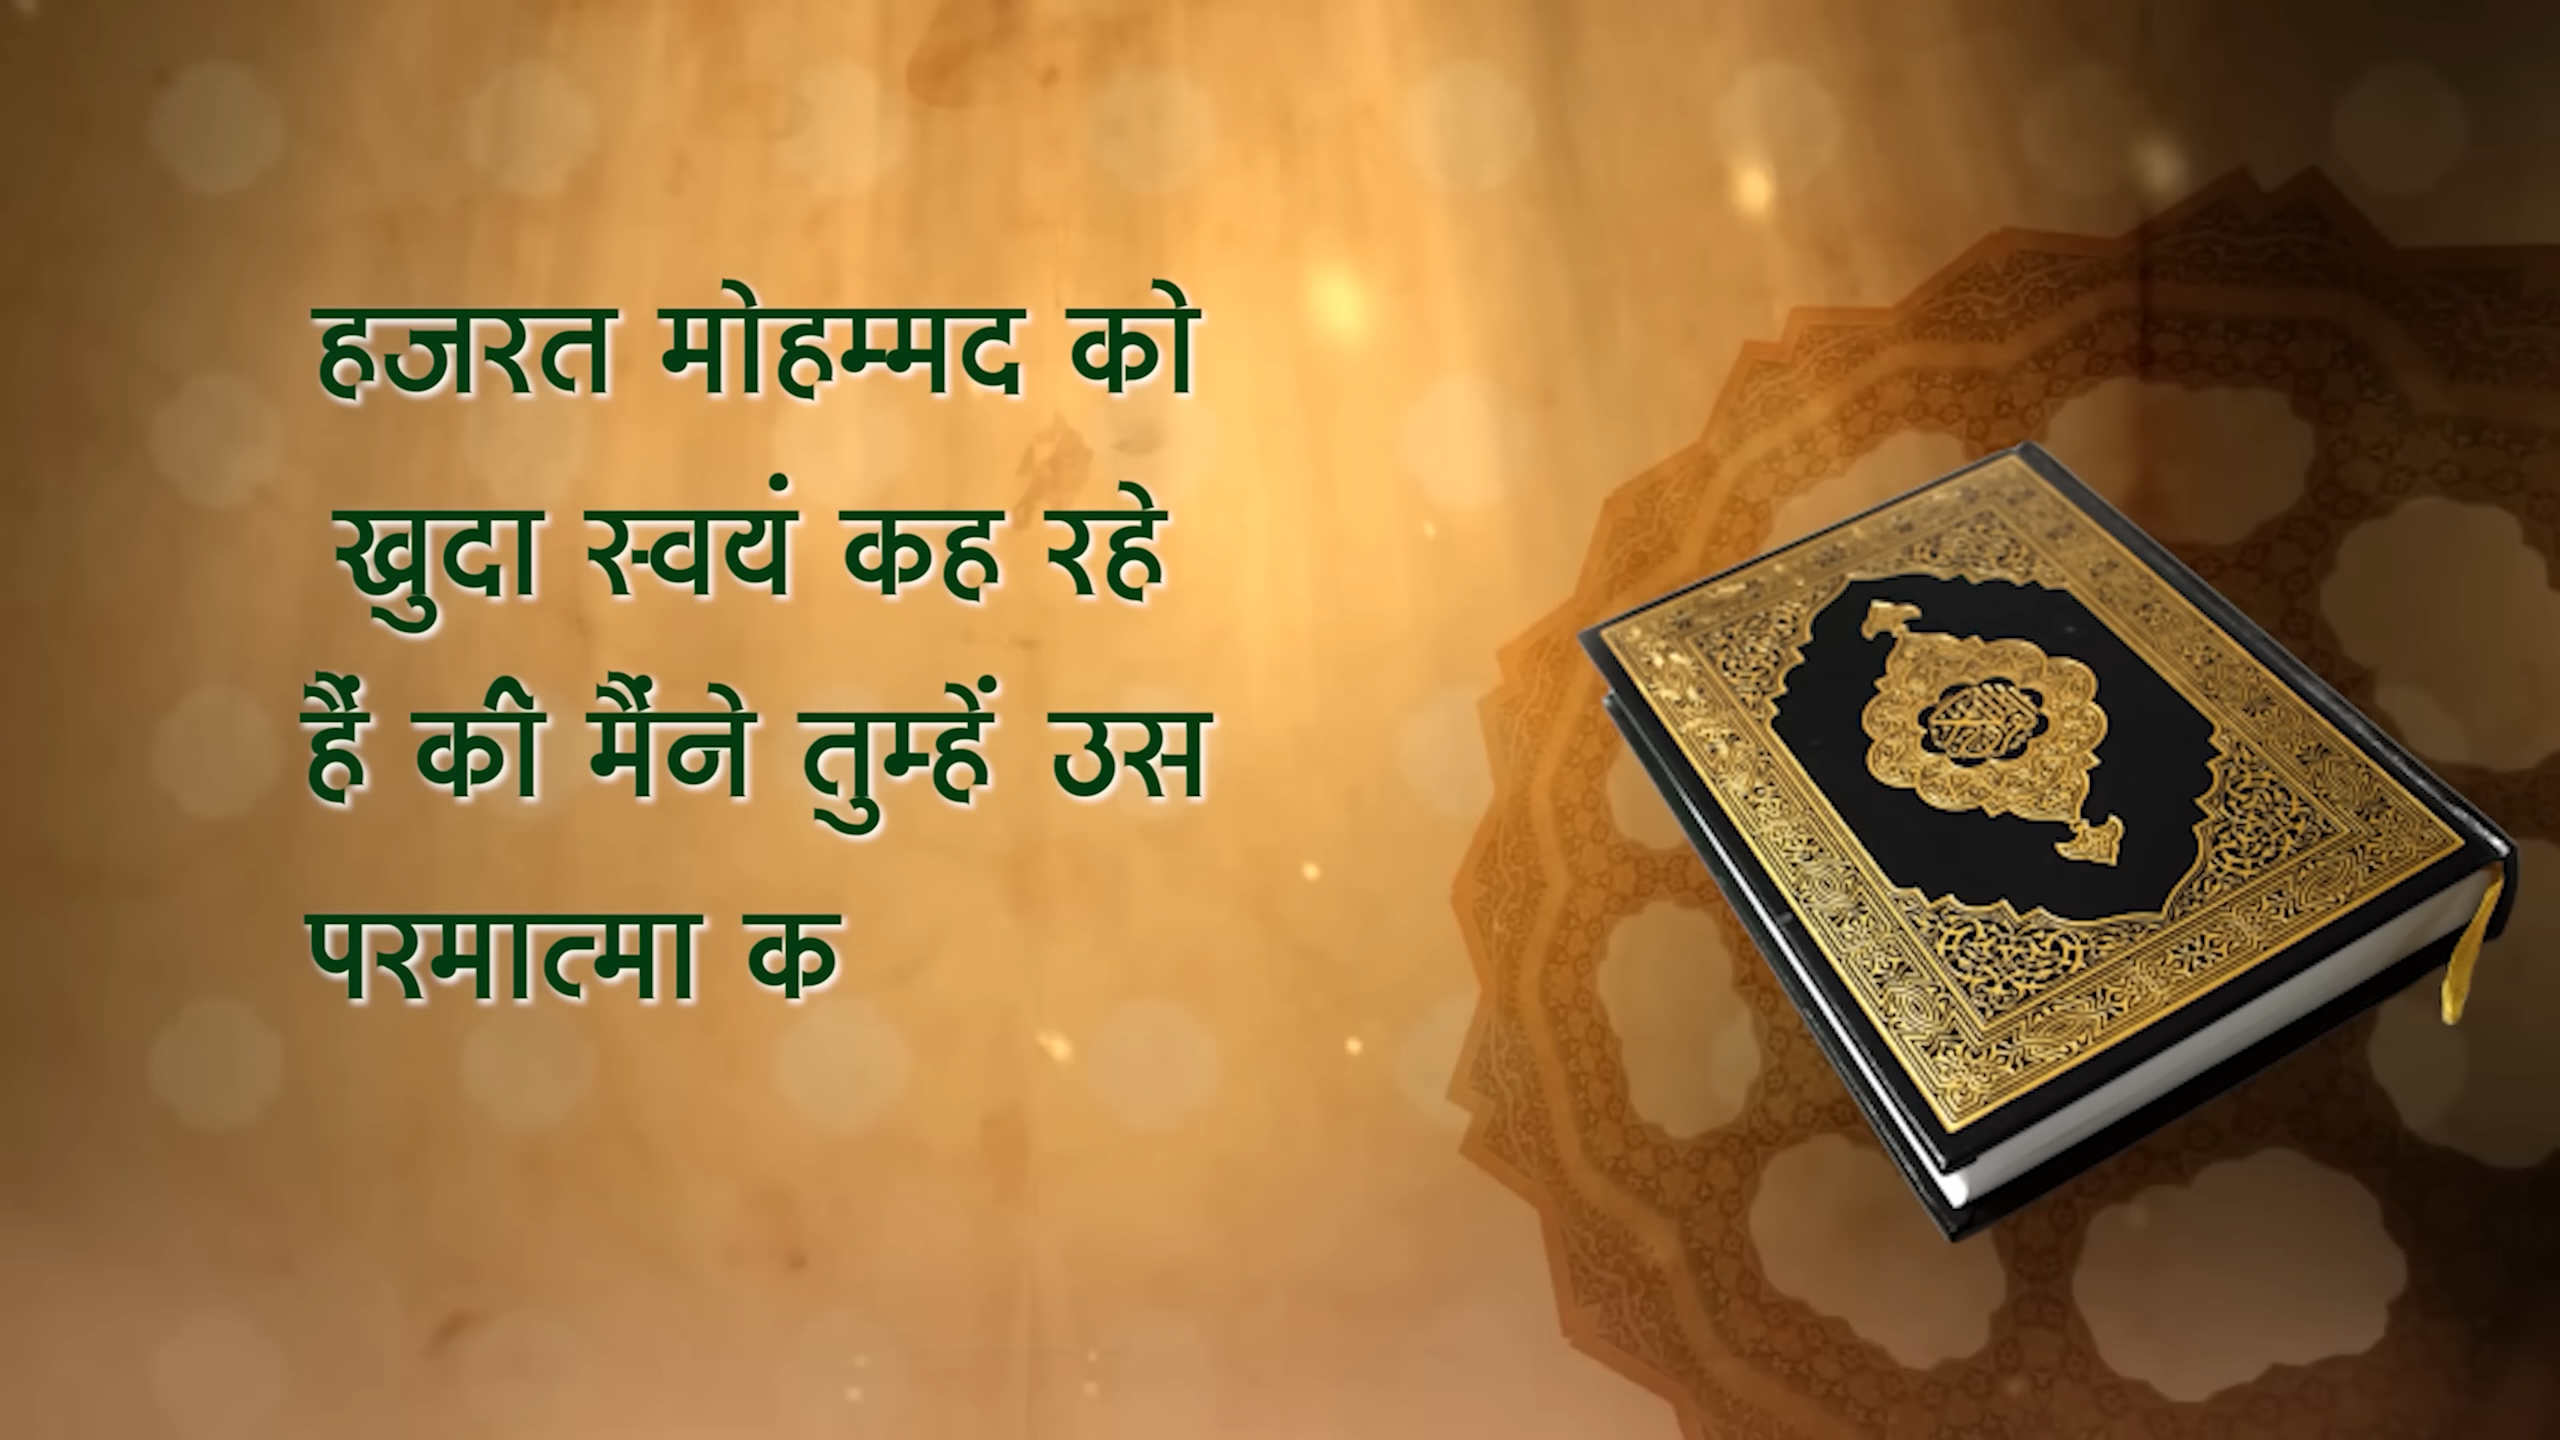 हजरत मोहम्मद को
खुदा स्वयं कह रहे
हैं की मैंने तुम्हें उस
परमात्मा क